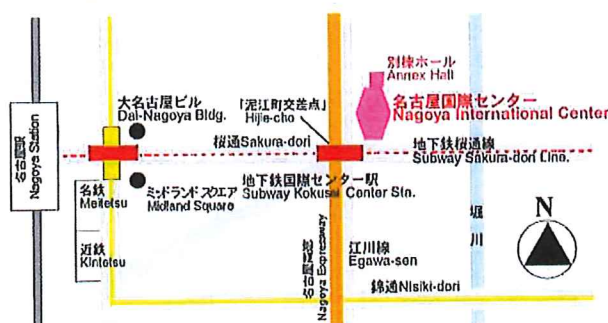 別棟ホール
Annex Hall
名古屋国際センター
Nagoya International Center
大名古屋ビル
Dai-Nagoya Bldg.
「泥江町交差点」
Hijie-cho
名古屋駅
Nagoya Station
桜通Sakura-dori
地下鉄桜通線
Subway Sakura-dori Line.
名鉄
Meitetsu
ミッドランド スクエア
Midland Square
地下鉄国際センター駅
Subway Kokusai Center Stn.
近鉄
Kintetsu
名古屋高速
Nagoya Expressway
江川線
Egawa-sen
堀川
N
錦通Nisiki-dori